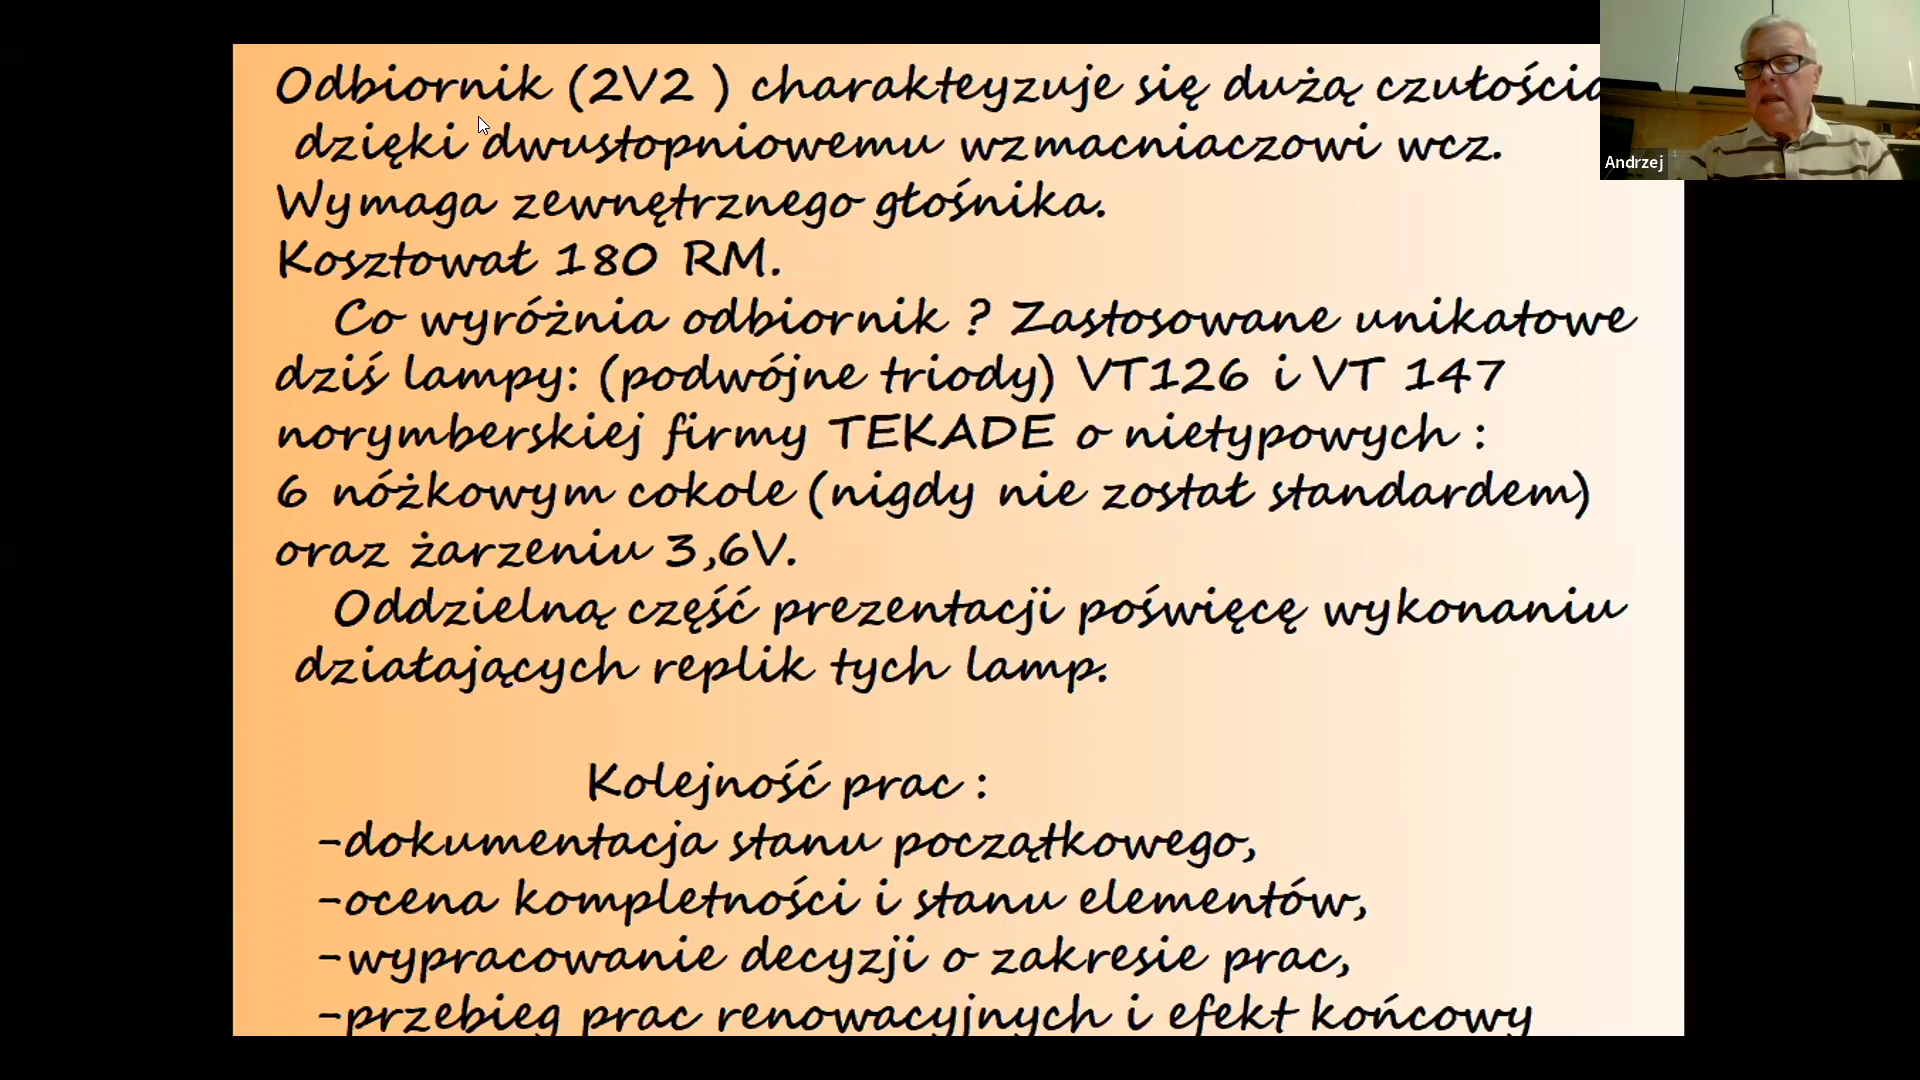 Odbiornik (2V2 ) charakteyzuje się dużą czułością
dzięki dwustopniowemu wzmacniaczowi wcz.
Wymaga zewnętrznego głośnika.
Kosztował 180 RM.
Co wyróżnia odbiornik ? Zastosowane unikatowe
dziś lampy: (podwójne triody) VT126 i VT 147
norymberskiej firmy TEKADE o nietypowych :
6 nóżkowym cokole (nigdy nie został standardem)
oraz żarzeniu 3,6V.
Oddzielną część prezentacji poświęcę wykonaniu
działających replik tych lamp.
Kolejność prac :
-dokumentacja stanu początkowego,
-ocena kompletności i stanu elementów,
-wypracowanie decyzji o zakresie prac,
-przebieg prac renowacyjnych i efekt końcowy
Andrzej